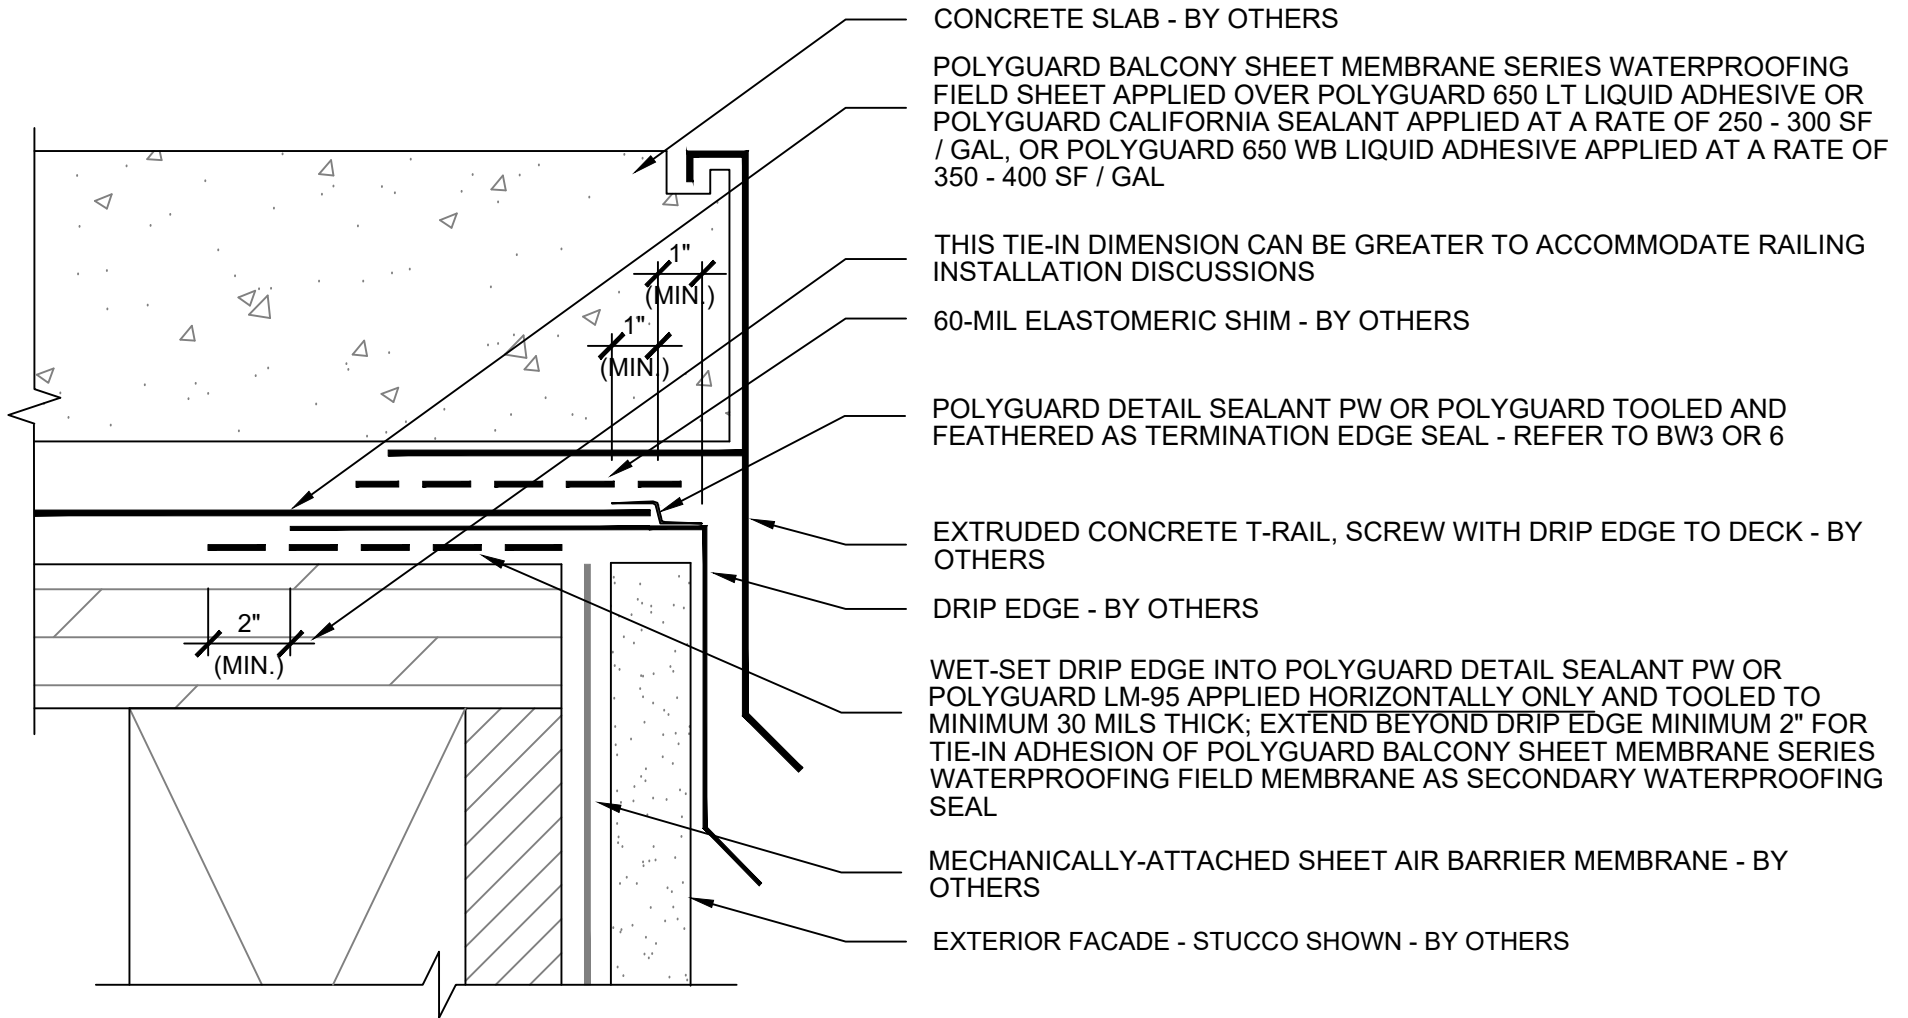 CONCRETE SLAB - BY OTHERS
POLYGUARD BALCONY SHEET MEMBRANE SERIES WATERPROOFING
FIELD SHEET APPLIED OVER POLYGUARD 650 LT LIQUID ADHESIVE OR
POLYGUARD CALIFORNIA SEALANT APPLIED AT A RATE OF 250 - 300 SF
/ GAL, OR POLYGUARD 650 WB LIQUID ADHESIVE APPLIED AT A RATE OF
350 - 400 SF / GAL
THIS TIE-IN DIMENSION CAN BE GREATER TO ACCOMMODATE RAILING
INSTALLATION DISCUSSIONS
1"
(MIN.)
1"
(MIN.)
60-MIL ELASTOMERIC SHIM - BY OTHERS
POLYGUARD DETAIL SEALANT PW OR POLYGUARD TOOLED AND
FEATHERED AS TERMINATION EDGE SEAL - REFER TO BW3 OR 6
EXTRUDED CONCRETE T-RAIL, SCREW WITH DRIP EDGE TO DECK - BY
OTHERS
DRIP EDGE - BY OTHERS
2"
(MIN.)
WET-SET DRIP EDGE INTO POLYGUARD DETAIL SEALANT PW OR
POLYGUARD LM-95 APPLIED HORIZONTALLY ONLY AND TOOLED TO
MINIMUM 30 MILS THICK; EXTEND BEYOND DRIP EDGE MINIMUM 2" FOR
TIE-IN ADHESION OF POLYGUARD BALCONY SHEET MEMBRANE SERIES
WATERPROOFING FIELD MEMBRANE AS SECONDARY WATERPROOFING
SEAL
MECHANICALLY-ATTACHED SHEET AIR BARRIER MEMBRANE - BY
OTHERS
EXTERIOR FACADE - STUCCO SHOWN - BY OTHERS